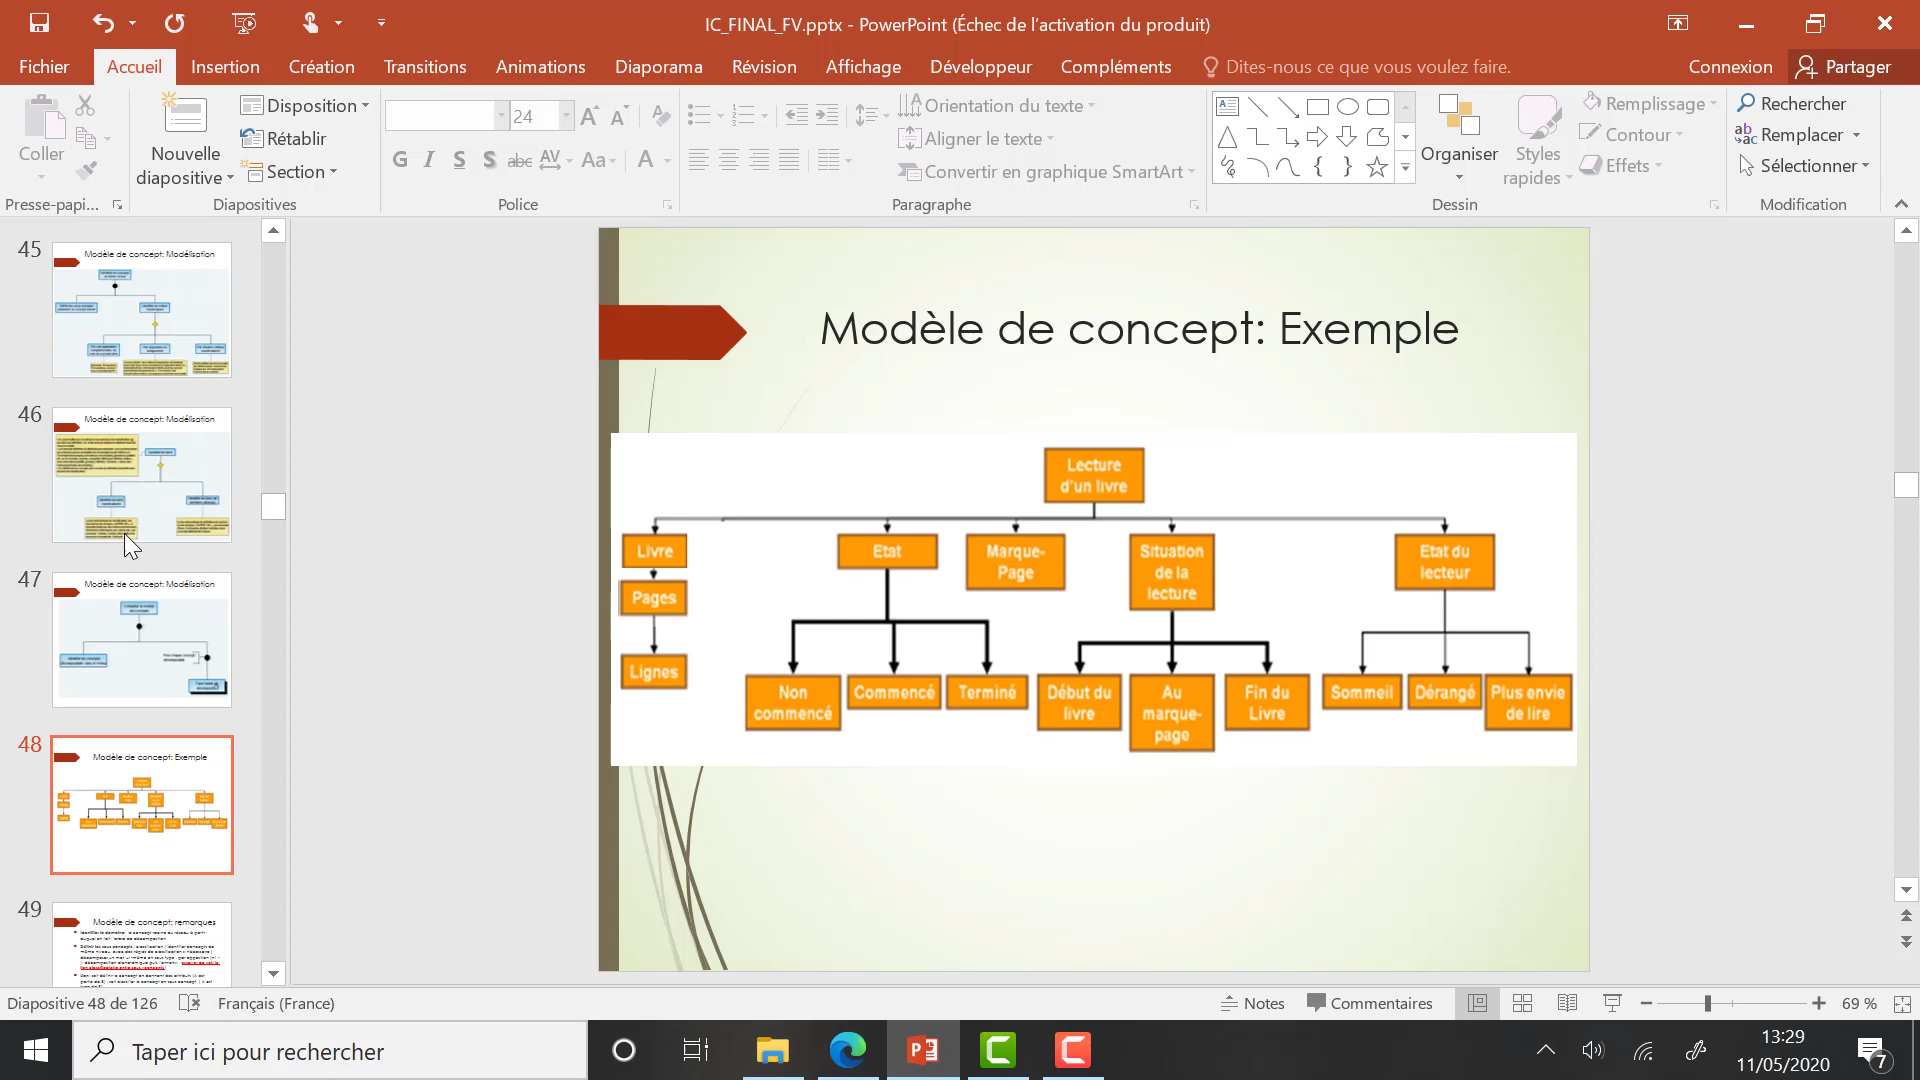 IC_FINAL_FV.pptx - PowerPoint (Échec de l'activation du produit)
Fichier Accueil Insertion Création Transitions Animations Diaporama Révision Affichage Développeur Compléments Dites-nous ce que vous voulez faire. Connexion Partager
Coller
Presse-papi...
Nouvelle diapositive
Disposition
Rétablir
Section
Diapositives
24
G I S S abc AV Aa A
Police
Orientation du texte
Aligner le texte
Convertir en graphique SmartArt
Paragraphe
Organiser
Styles rapides
Remplissage
Contour
Effets
Dessin
Rechercher
Remplacer
Sélectionner
Modification
45
Modèle de concept: Modélisation
46
Modèle de concept: Modélisation
47
Modèle de concept: Modélisation
48
Modèle de concept: Exemple
49
Modèle de concept: remarques
Modèle de concept: Exemple
Lecture
d'un livre
Livre
Pages
Lignes
Etat
Non
commencé
Commencé
Terminé
Marque-
Page
Situation
de la
lecture
Début du
livre
Au
marque-
page
Fin du
Livre
Etat du
lecteur
Sommeil
Dérangé
Plus envie
de lire
Diapositive 48 de 126 Français (France) Notes Commentaires 69 %
Taper ici pour rechercher
13:29
11/05/2020
7